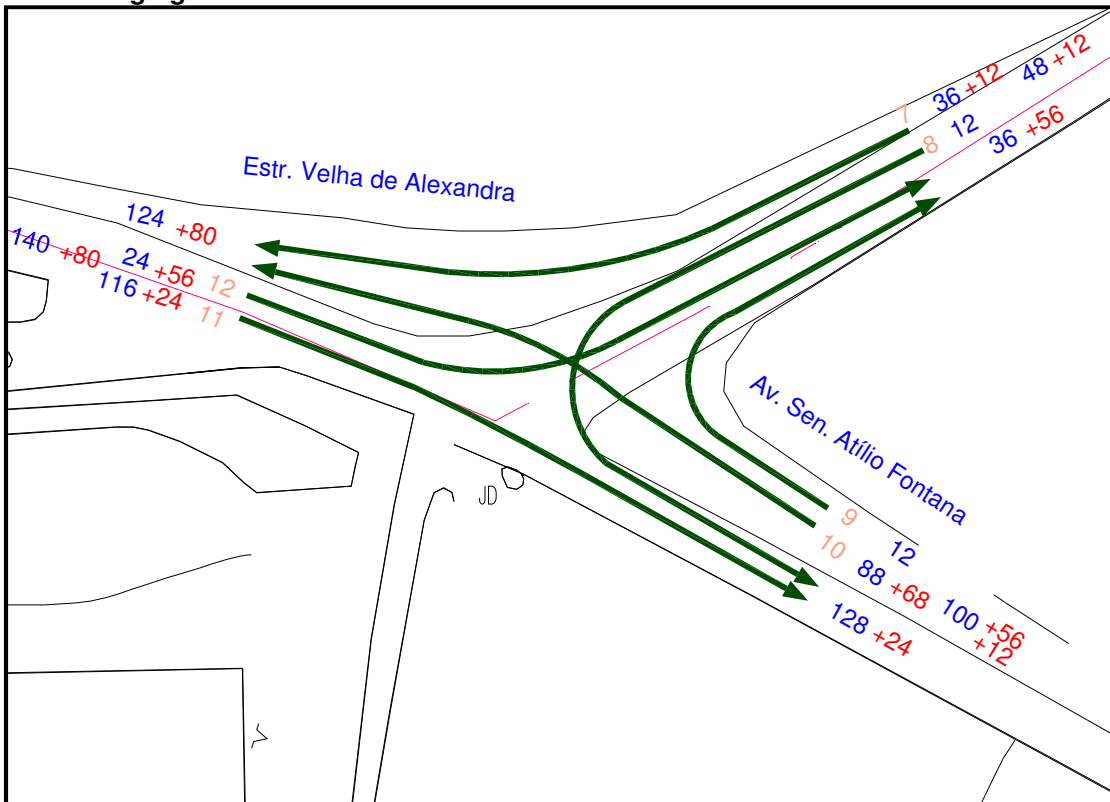 48 +12
36 +12
7
12
8
36 +56
Estr. Velha de Alexandra
124 +80
140 +80
24 +56 12
116 +24 11
Av. Sen. Atílio Fontana
JD
9 12
10 88 +68
100 +56
+12
128 +24